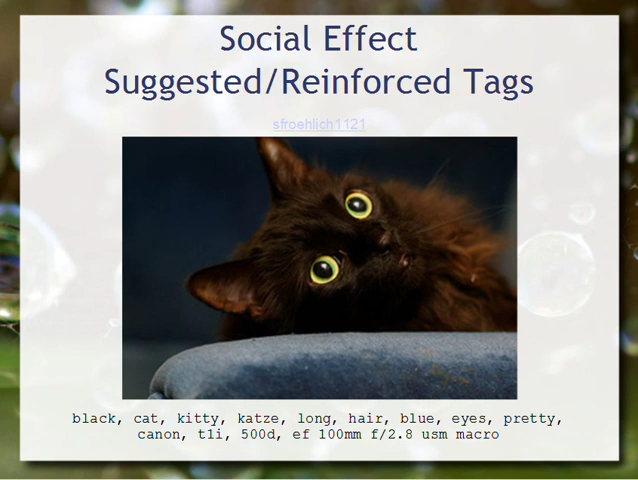 Social Effect
Suggested/Reinforced Tags
sfroehlich1121
black, cat, kitty, katze, long, hair, blue, eyes, pretty,
canon, t1i, 500d, ef 100mm f/2.8 usm macro